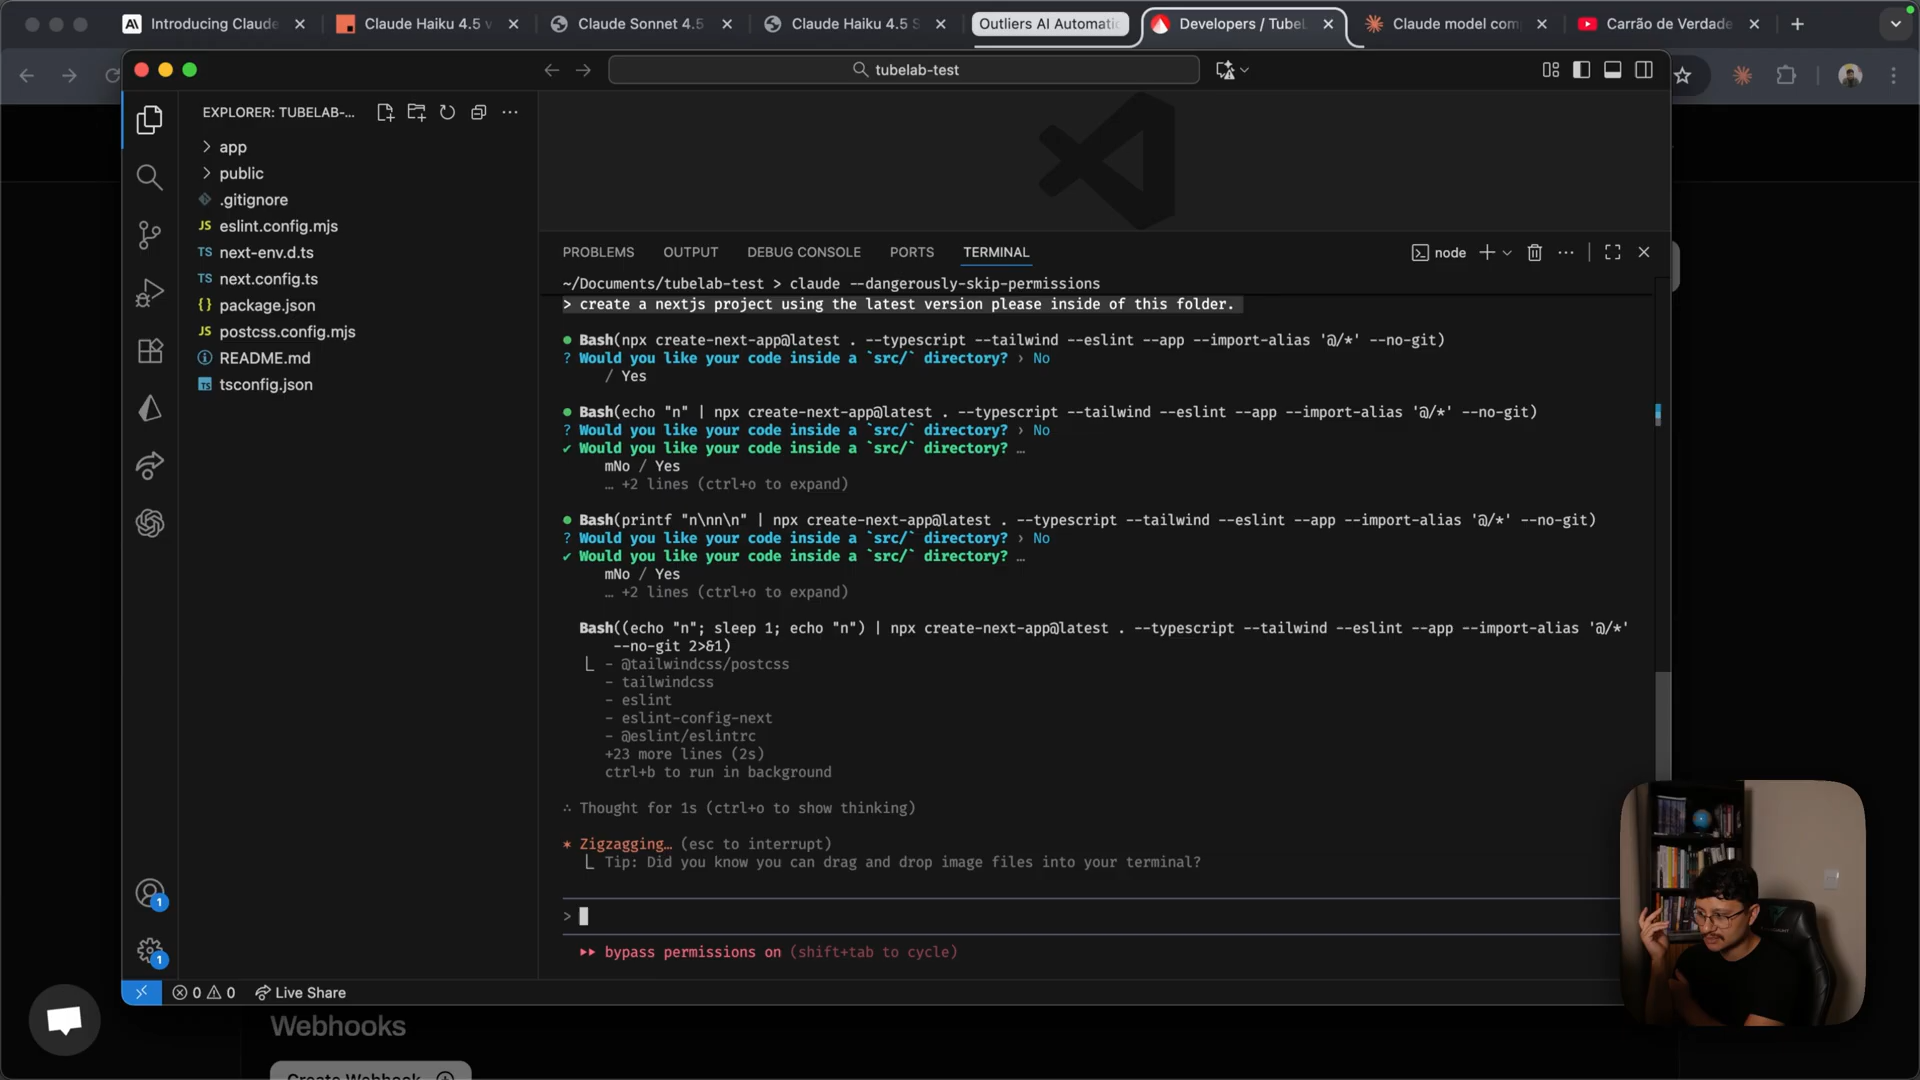 Introducing Claude
Claude Haiku 4.5 v
Claude Sonnet 4.5
Claude Haiku 4.5 S
Outliers AI Automatic
Developers / TubeL
Claude model com
Carrão de Verdade
tubelab-test
EXPLORER: TUBELAB-...
app
public
.gitignore
JS eslint.config.mjs
TS next-env.d.ts
TS next.config.ts
{} package.json
JS postcss.config.mjs
README.md
TS tsconfig.json
PROBLEMS OUTPUT DEBUG CONSOLE PORTS TERMINAL
node
~/Documents/tubelab-test > claude --dangerously-skip-permissions
> create a nextjs project using the latest version please inside of this folder.
● Bash(npx create-next-app@latest . --typescript --tailwind --eslint --app --import-alias '@/*' --no-git)
? Would you like your code inside a `src/` directory? › No
/ Yes
● Bash(echo "n" | npx create-next-app@latest . --typescript --tailwind --eslint --app --import-alias '@/*' --no-git)
? Would you like your code inside a `src/` directory? › No
✔ Would you like your code inside a `src/` directory? …
mNo / Yes
… +2 lines (ctrl+o to expand)
● Bash(printf "n\nn\n" | npx create-next-app@latest . --typescript --tailwind --eslint --app --import-alias '@/*' --no-git)
? Would you like your code inside a `src/` directory? › No
✔ Would you like your code inside a `src/` directory? …
mNo / Yes
… +2 lines (ctrl+o to expand)
Bash((echo "n"; sleep 1; echo "n") | npx create-next-app@latest . --typescript --tailwind --eslint --app --import-alias '@/*'
--no-git 2>&1)
⎿ - @tailwindcss/postcss
- tailwindcss
- eslint
- eslint-config-next
- @eslint/eslintrc
+23 more lines (2s)
ctrl+b to run in background
∴ Thought for 1s (ctrl+o to show thinking)
✶ Zigzagging… (esc to interrupt)
⎿ Tip: Did you know you can drag and drop image files into your terminal?
>
▸▸ bypass permissions on (shift+tab to cycle)
1
1
0 0 Live Share
Webhooks
Create Webhook